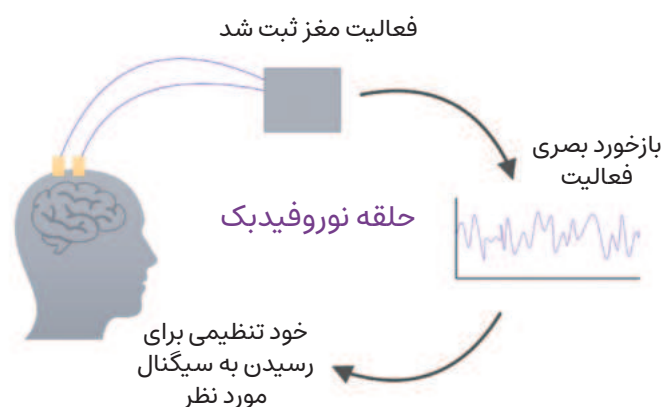 فعالیت مغز ثبت شد
بازخورد بصری
فعالیت
حلقه نوروفیدبک
خود تنظیمی برای
رسیدن به سیگنال
مورد نظر